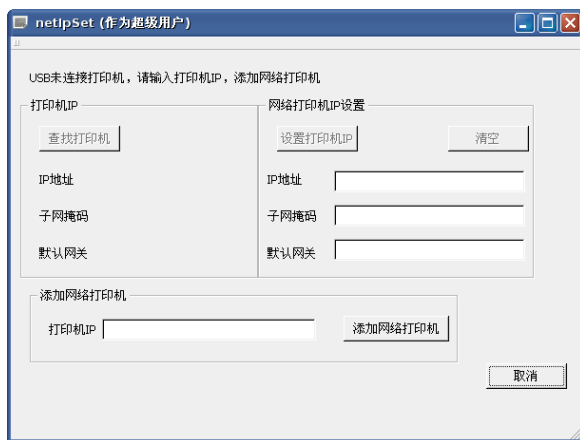 netIpSet (作为超级用户)
USB未连接打印机，请输入打印机IP，添加网络打印机
打印机IP
网络打印机IP设置
查找打印机
设置打印机IP
清空
IP地址
IP地址
子网掩码
子网掩码
默认网关
默认网关
添加网络打印机
打印机IP
添加网络打印机
取消